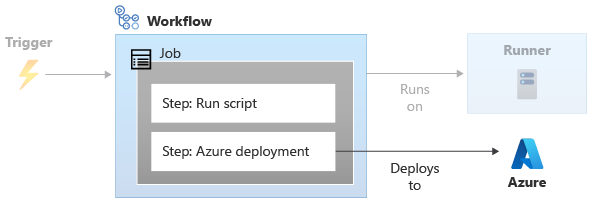 Workflow
Trigger
Job
Runner
Step: Run script
Runs
on
Step: Azure deployment
Deploys
to
Azure